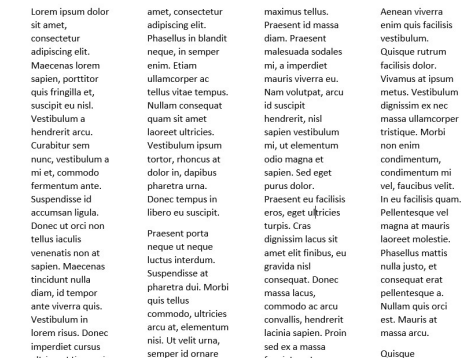 Lorem ipsum dolor
sit amet,
consectetur
adipiscing elit.
Maecenas lorem
sapien, porttitor
quis fringilla et,
suscipit eu nisl.
Vestibulum a
hendrerit arcu.
Curabitur sem
nunc, vestibulum a
mi et, commodo
fermentum ante.
Suspendisse id
accumsan ligula.
Donec ut orci non
tellus iaculis
venenatis non at
sapien. Maecenas
tincidunt nulla
diam, id tempor
ante viverra quis.
Vestibulum in
lorem risus. Donec
imperdiet cursus
amet, consectetur
adipiscing elit.
Phasellus in blandit
neque, in semper
enim. Etiam
ullamcorper ac
tellus vitae tempus.
Nullam consequat
quam sit amet
laoreet ultricies.
Vestibulum ipsum
tortor, rhoncus at
dolor in, dapibus
pharetra urna.
Donec tempus in
libero eu suscipit.
Praesent porta
neque ut neque
luctus interdum.
Suspendisse at
pharetra dui. Morbi
quis tellus
commodo, ultricies
arcu at, elementum
nisi. Ut velit urna,
semper id ornare
maximus tellus.
Praesent id massa
diam. Praesent
malesuada sodales
mi, a imperdiet
mauris viverra eu.
Nam volutpat, arcu
id suscipit
hendrerit, nisl
sapien vestibulum
mi, ut elementum
odio magna et
sapien. Sed eget
purus dolor.
Praesent eu facilisis
eros, eget ultricies
turpis. Cras
dignissim lacus sit
amet elit finibus, eu
gravida nisl
consequat. Donec
massa lacus,
commodo ac arcu
convallis, hendrerit
lacinia sapien. Proin
sed ex a massa
Aenean viverra
enim quis facilisis
vestibulum.
Quisque rutrum
facilisis dolor.
Vivamus at ipsum
metus. Vestibulum
dignissim ex nec
massa ullamcorper
tristique. Morbi
non enim
condimentum,
condimentum mi
vel, faucibus velit.
In eu facilisis quam.
Pellentesque vel
magna at mauris
laoreet molestie.
Phasellus mattis
nulla justo, et
consequat erat
pellentesque a.
Nullam quis orci
est. Mauris at
massa arcu.
Quisque